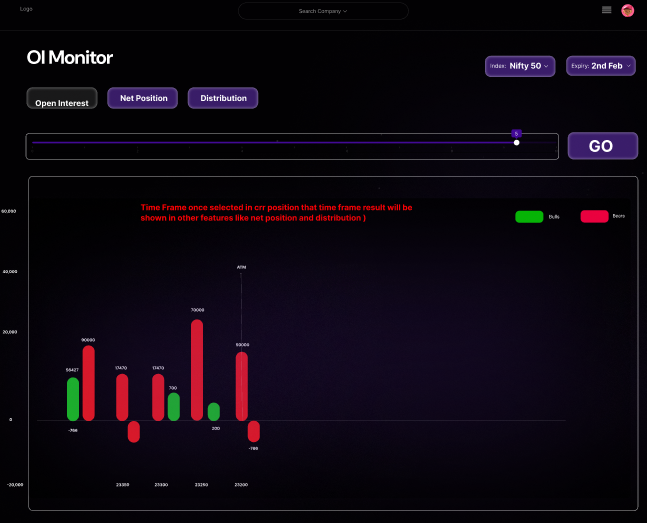 Logo
Search Company
OI Monitor
Index: Nifty 50
Expiry: 2nd Feb
Open Interest
Net Position
Distribution
5
GO
Time Frame once selected in crr position that time frame result will be
shown in other features like net position and distribution )
Bulls
Bears
60,000
40,000
20,000
0
-20,000
ATM
56427
90000
17470
17470
700
70000
200
50000
-766
-766
23350
23300
23250
23200